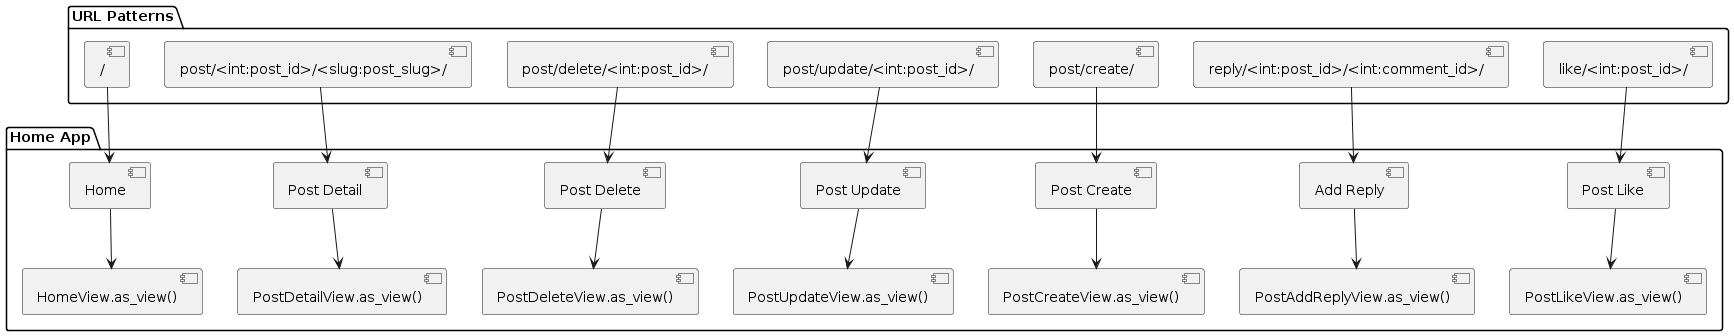 URL Patterns
/
post/<int:post_id>/<slug:post_slug>/
post/delete/<int:post_id>/
post/update/<int:post_id>/
post/create/
reply/<int:post_id>/<int:comment_id>/
like/<int:post_id>/
Home App
Home
Post Detail
Post Delete
Post Update
Post Create
Add Reply
Post Like
HomeView.as_view()
PostDetailView.as_view()
PostDeleteView.as_view()
PostUpdateView.as_view()
PostCreateView.as_view()
PostAddReplyView.as_view()
PostLikeView.as_view()